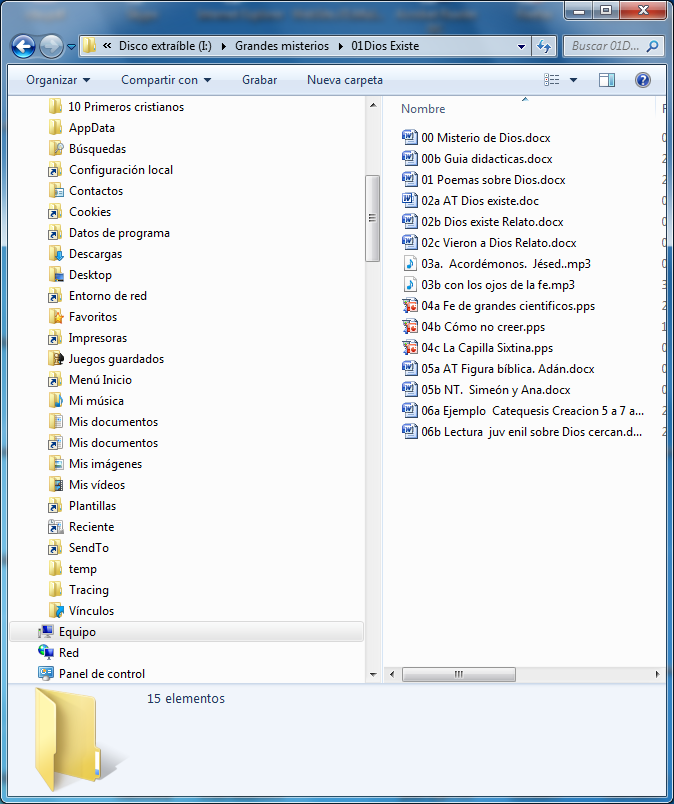 « Disco extraíble (I:) Grandes misterios 01Dios Existe Buscar 01D...
Organizar Compartir con Grabar Nueva carpeta
10 Primeros cristianos
AppData
Búsquedas
Configuración local
Contactos
Cookies
Datos de programa
Descargas
Desktop
Entorno de red
Favoritos
Impresoras
Juegos guardados
Menú Inicio
Mi música
Mis documentos
Mis documentos
Mis imágenes
Mis vídeos
Plantillas
Reciente
SendTo
temp
Tracing
Vínculos
Equipo
Red
Panel de control
Nombre
00 Misterio de Dios.docx
00b Guia didacticas.docx
01 Poemas sobre Dios.docx
02a AT Dios existe.doc
02b Dios existe Relato.docx
02c Vieron a Dios Relato.docx
03a. Acordémonos. Jésed..mp3
03b con los ojos de la fe.mp3
04a Fe de grandes cientificos.pps
04b Cómo no creer.pps
04c La Capilla Sixtina.pps
05a AT Figura bíblica. Adán.docx
05b NT. Simeón y Ana.docx
06a Ejemplo Catequesis Creacion 5 a 7 a...
06b Lectura juv enil sobre Dios cercan.d...
15 elementos